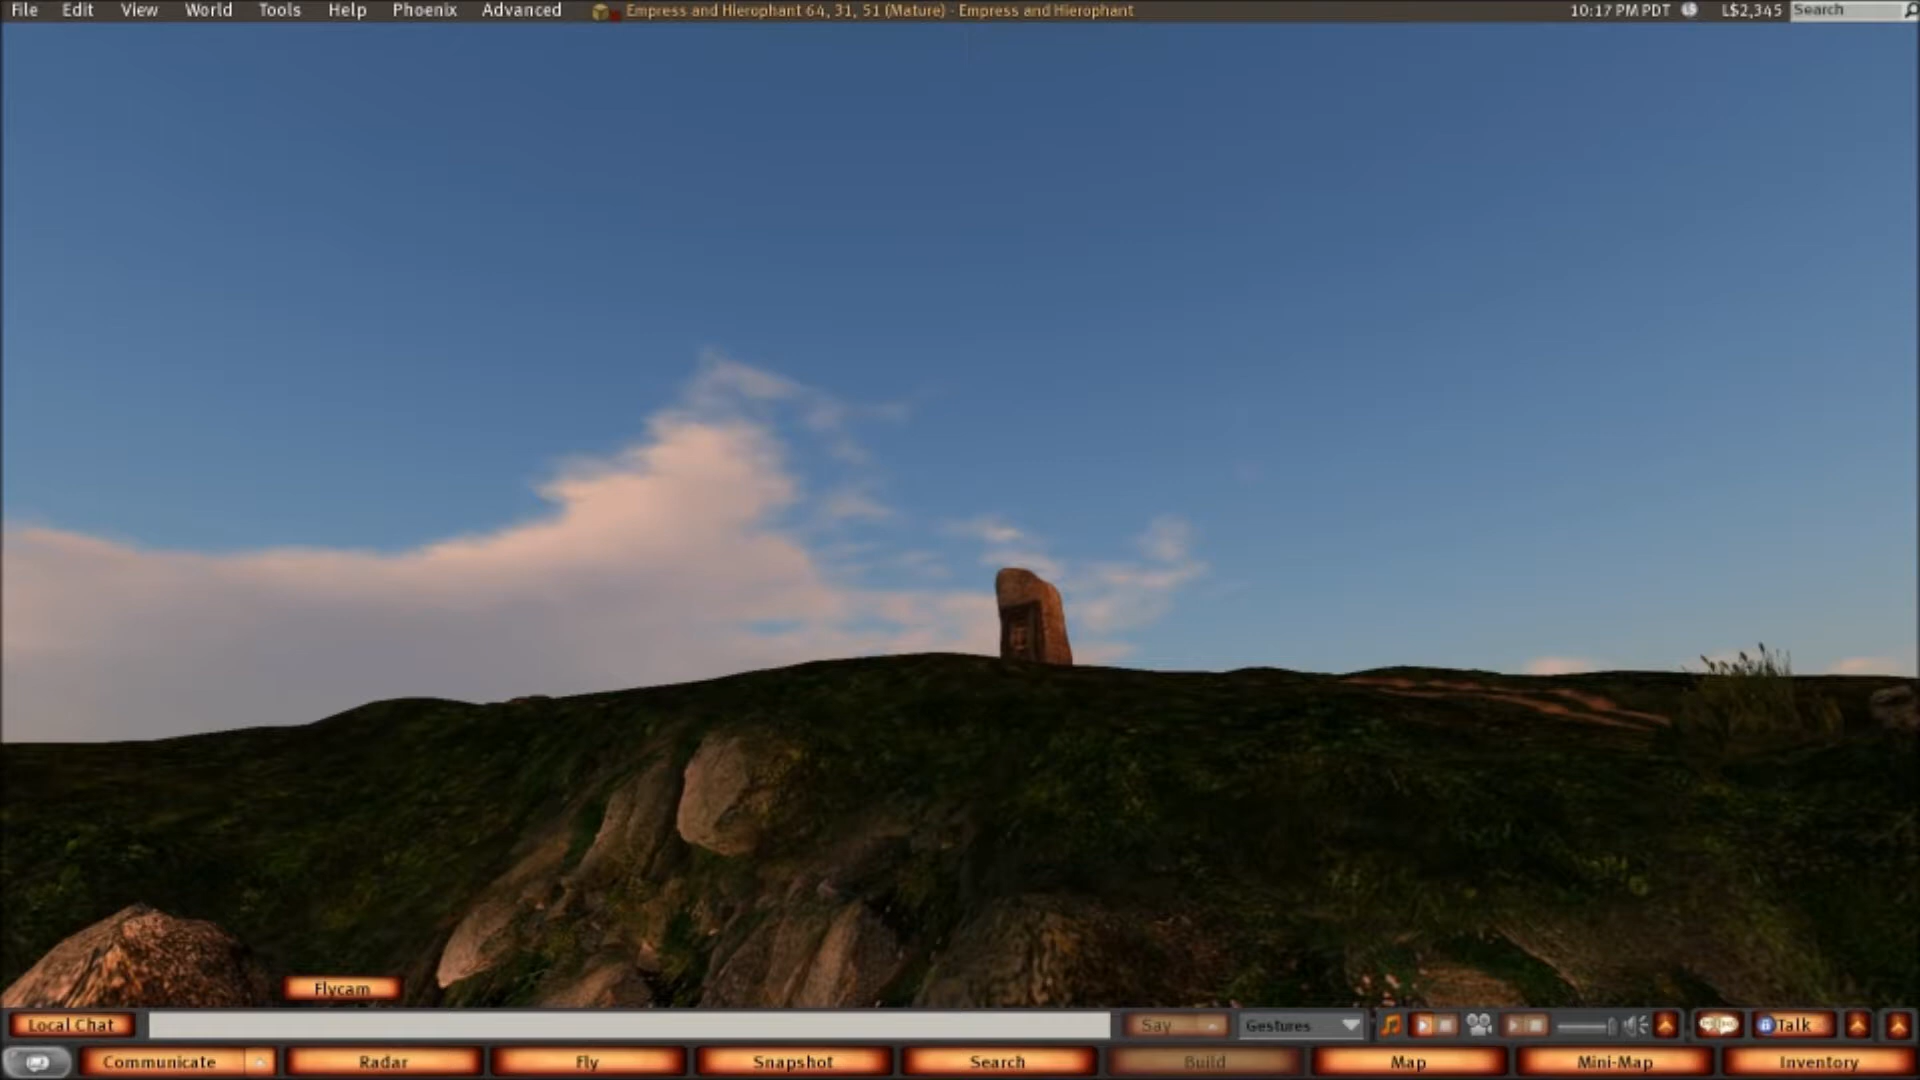 File Edit View World Tools Help Phoenix Advanced Empress and Hierophant 64, 31, 51 (Mature) - Empress and Hierophant 10:17 PM PDT L$2,345 Search
Flycam
Local Chat Say Gestures Talk
Communicate Radar Fly Snapshot Search Build Map Mini-Map Inventory